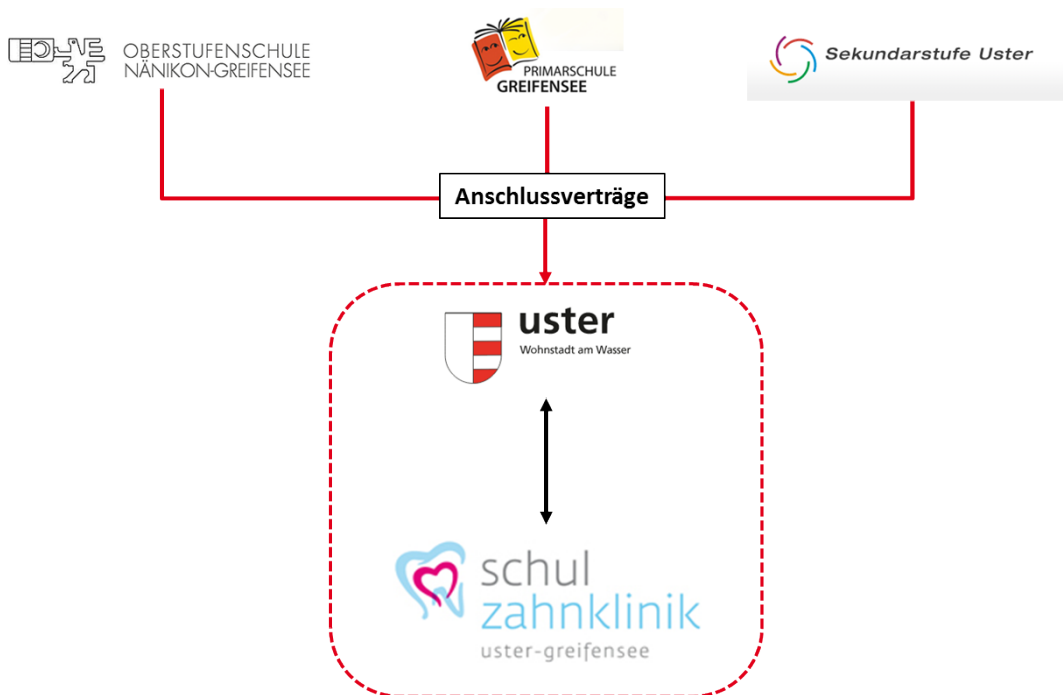 OBERSTUFENSCHULE
NÄNIKON-GREIFENSEE
PRIMARSCHULE
GREIFENSEE
Sekundarstufe Uster
Anschlussverträge
uster
Wohnstadt am Wasser
schul
zahnklinik
uster-greifensee